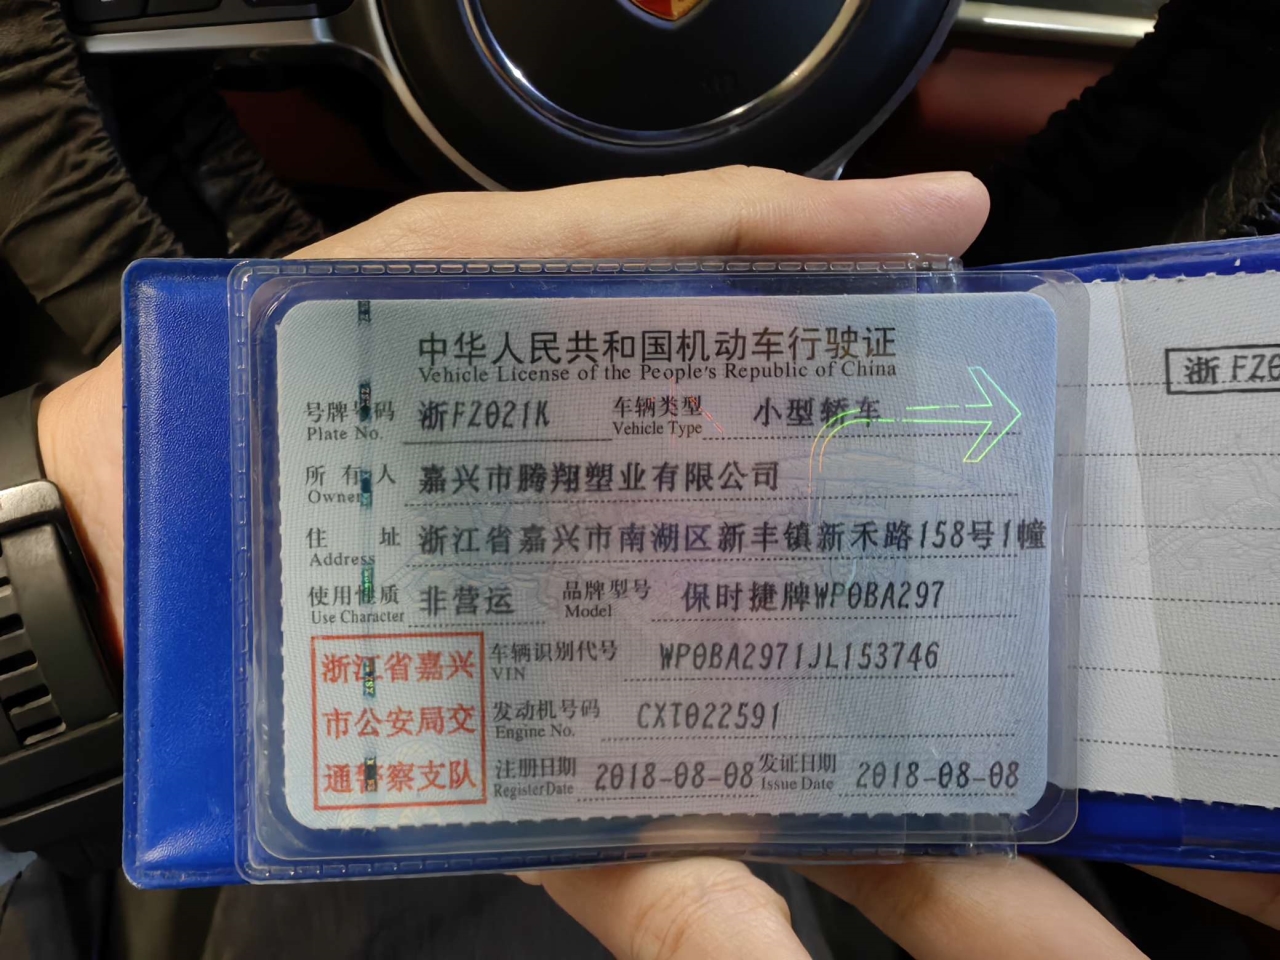 中华人民共和国机动车行驶证
Vehicle License of the People's Republic of China
号牌号码 浙FZ021K 车辆类型 小型轿车
Plate No. Vehicle Type
所有人 嘉兴市腾翔塑业有限公司
Owner
住址 浙江省嘉兴市南湖区新丰镇新禾路158号1幢
Address
使用性质 非营运 品牌型号 保时捷牌WP0BA297
Use Character Model
浙江省嘉兴 车辆识别代号 WP0BA2971JL153746
VIN
市公安局交 发动机号码 CXT022591
Engine No.
通警察支队 注册日期 2018-08-08 发证日期 2018-08-08
Register Date Issue Date
浙FZ0